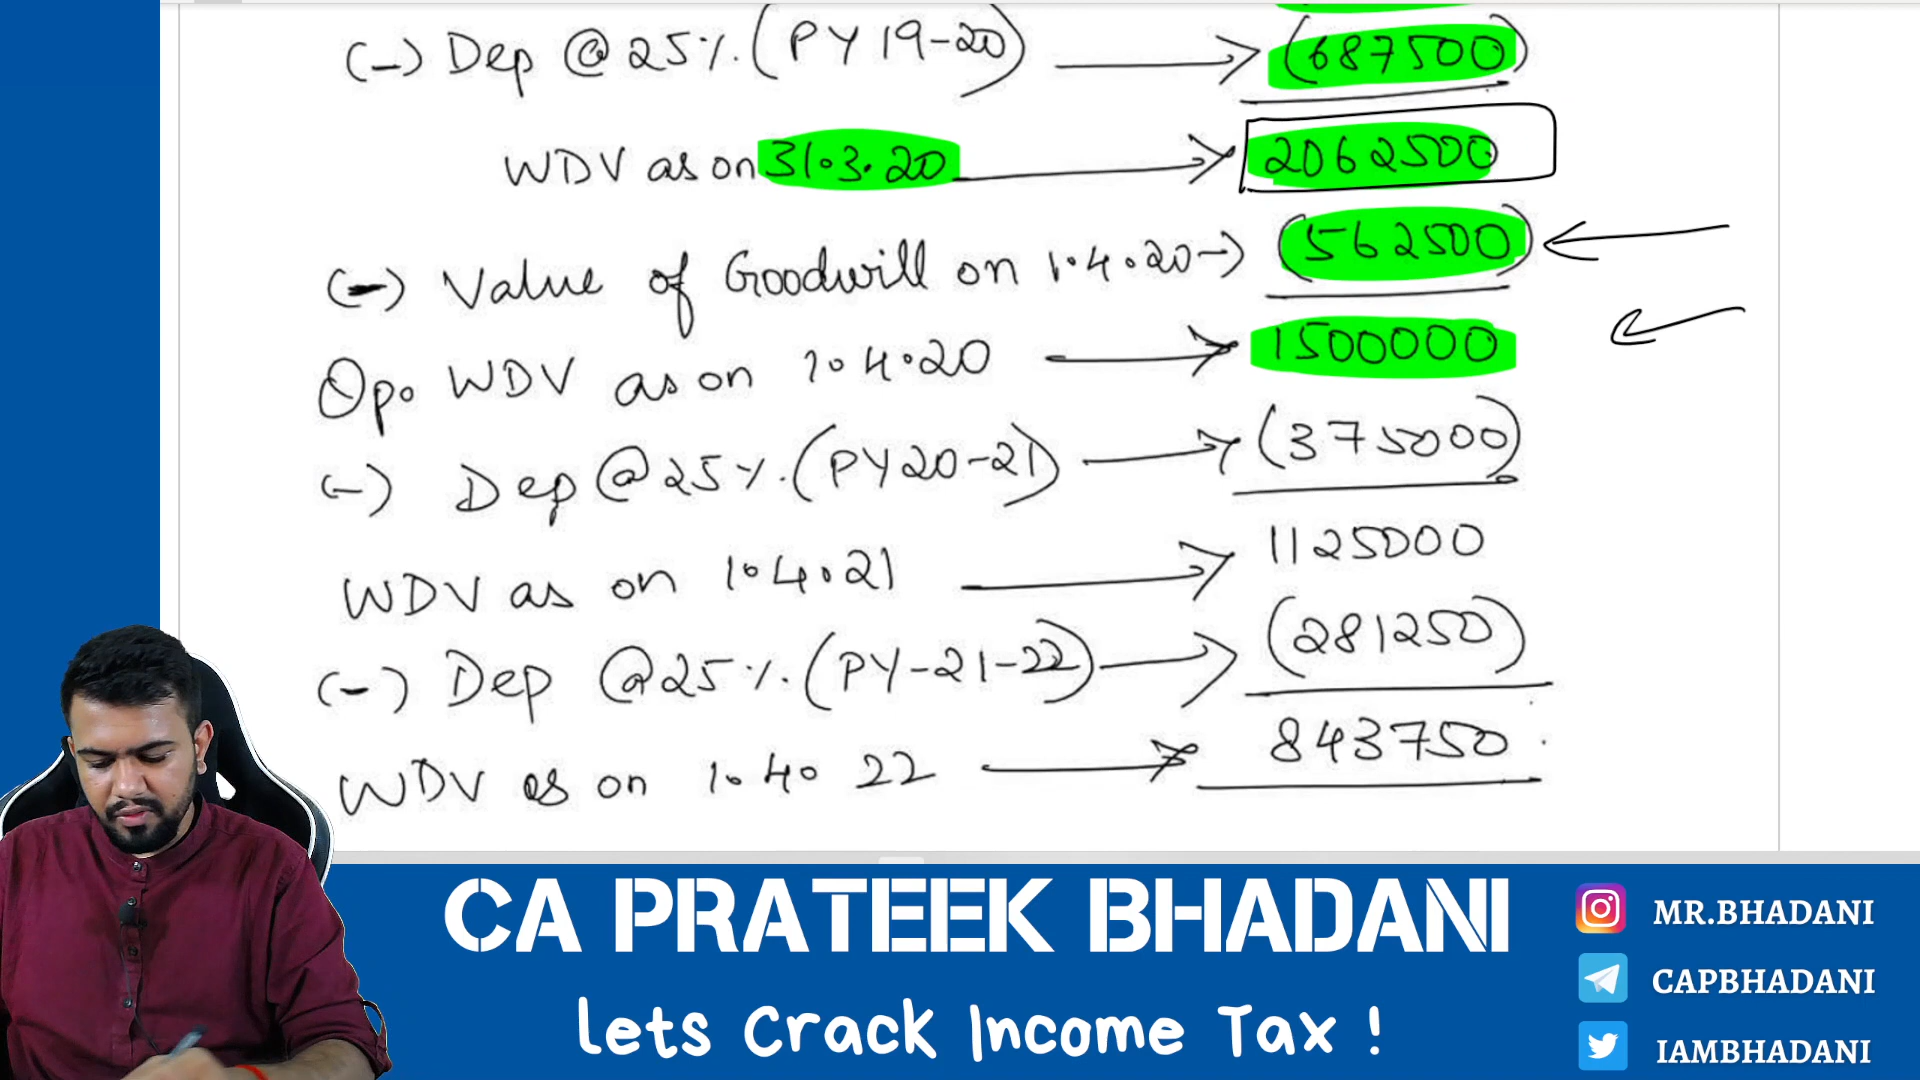 (-) Dep @ 25%. (PY 19-20) → (687500)
WDV as on 31.3.20 → 2062500
(-) Value of Goodwill on 1.4.20 → (562500)
Op. WDV as on 1.4.20 → 1500000
(-) Dep @ 25%. (PY 20-21) → (375000)
WDV as on 1.4.21 → 1125000
(-) Dep @ 25%. (PY-21-22) → (281250)
WDV as on 1.4.22 → 843750
CA PRATEEK BHADANI
Lets Crack Income Tax !
MR.BHADANI
CAPBHADANI
IAMBHADANI